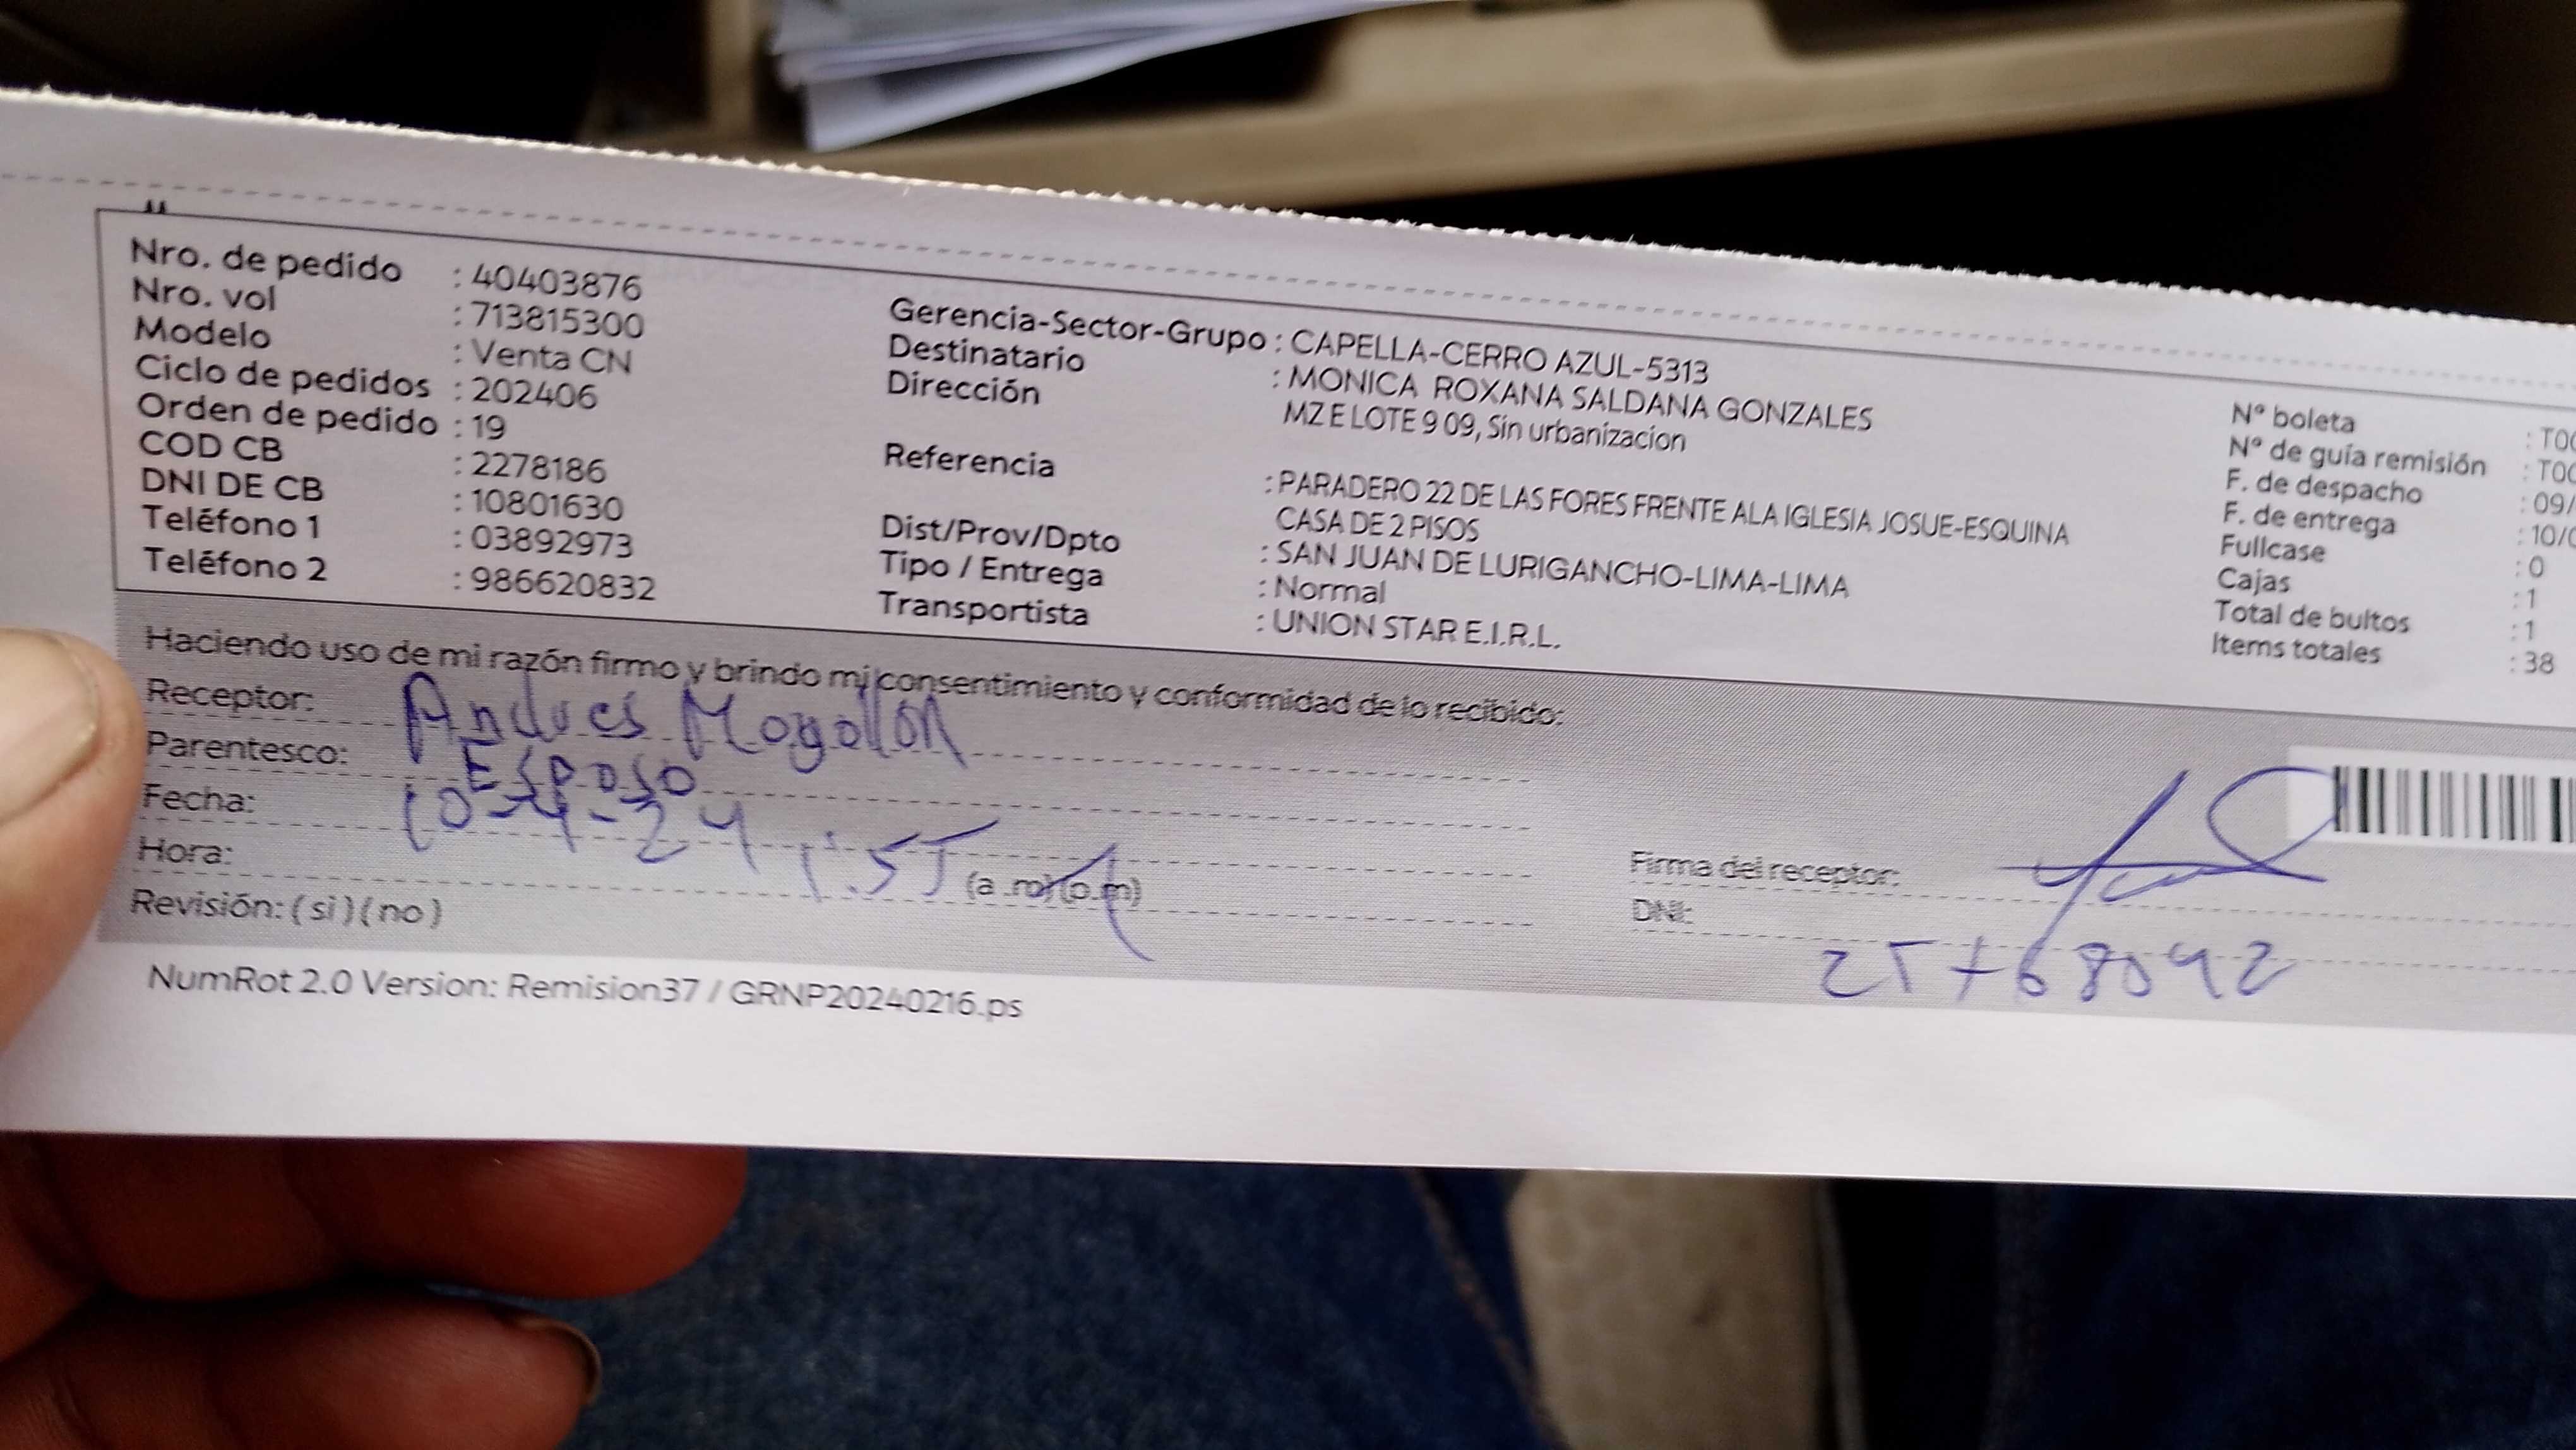 Nro. de pedido : 40403876
Nro. vol : 713815300
Modelo : Venta CN
Ciclo de pedidos : 202406
Orden de pedido : 19
COD CB : 2278186
DNI DE CB : 10801630
Teléfono 1 : 03892973
Teléfono 2 : 986620832
Gerencia-Sector-Grupo : CAPELLA-CERRO AZUL-5313
Destinatario : MONICA ROXANA SALDANA GONZALES
Dirección MZ E LOTE 9 09, Sin urbanizacion
Referencia : PARADERO 22 DE LAS FORES FRENTE ALA IGLESIA JOSUE-ESQUINA
CASA DE 2 PISOS
Dist/Prov/Dpto : SAN JUAN DE LURIGANCHO-LIMA-LIMA
Tipo / Entrega : Normal
Transportista : UNION STAR E.I.R.L.
N° boleta : T00
N° de guía remisión : T00
F. de despacho : 09/
F. de entrega : 10/0
Fullcase : 0
Cajas : 1
Total de bultos : 1
Items totales : 38
Haciendo uso de mi razón firmo y brindo mi consentimiento y conformidad de lo recibido:
Receptor: Andres Mogollon
Parentesco: Esposo
Fecha: 10-4-24
Hora: 1:55 (a.m) (p.m)
Revisión: ( si ) ( no )
Firma del receptor:
DNI: 25768042
NumRot 2.0 Version: Remision37 / GRNP20240216.ps